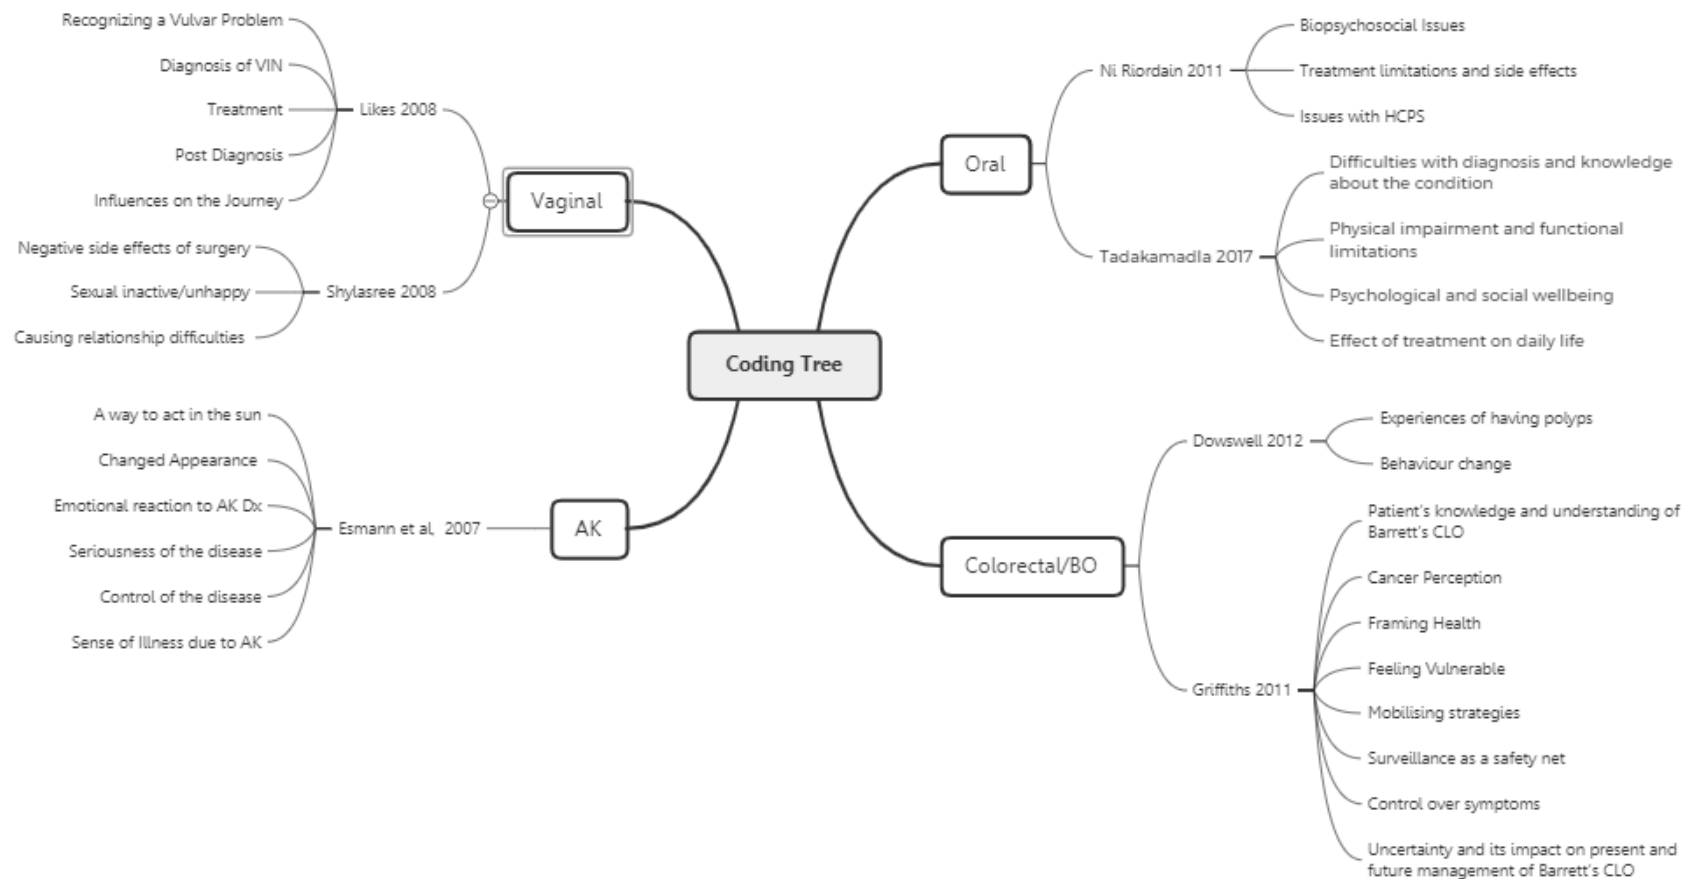 Recognizing a Vulvar Problem
Diagnosis of VIN
Treatment
Post Diagnosis
Influences on the Journey
Likes 2008
Negative side effects of surgery
Sexual inactive/unhappy
Causing relationship difficulties
Shylasree 2008
Vaginal
A way to act in the sun
Changed Appearance
Emotional reaction to AK Dx
Seriousness of the disease
Control of the disease
Sense of Illness due to AK
Esmann et al, 2007
AK
Coding Tree
Oral
Ni Riordain 2011
Biopsychosocial Issues
Treatment limitations and side effects
Issues with HCPS
Tadakamadla 2017
Difficulties with diagnosis and knowledge
about the condition
Physical impairment and functional
limitations
Psychological and social wellbeing
Effect of treatment on daily life
Colorectal/BO
Dowswell 2012
Experiences of having polyps
Behaviour change
Griffiths 2011
Patient's knowledge and understanding of
Barrett's CLO
Cancer Perception
Framing Health
Feeling Vulnerable
Mobilising strategies
Surveillance as a safety net
Control over symptoms
Uncertainty and its impact on present and
future management of Barrett's CLO